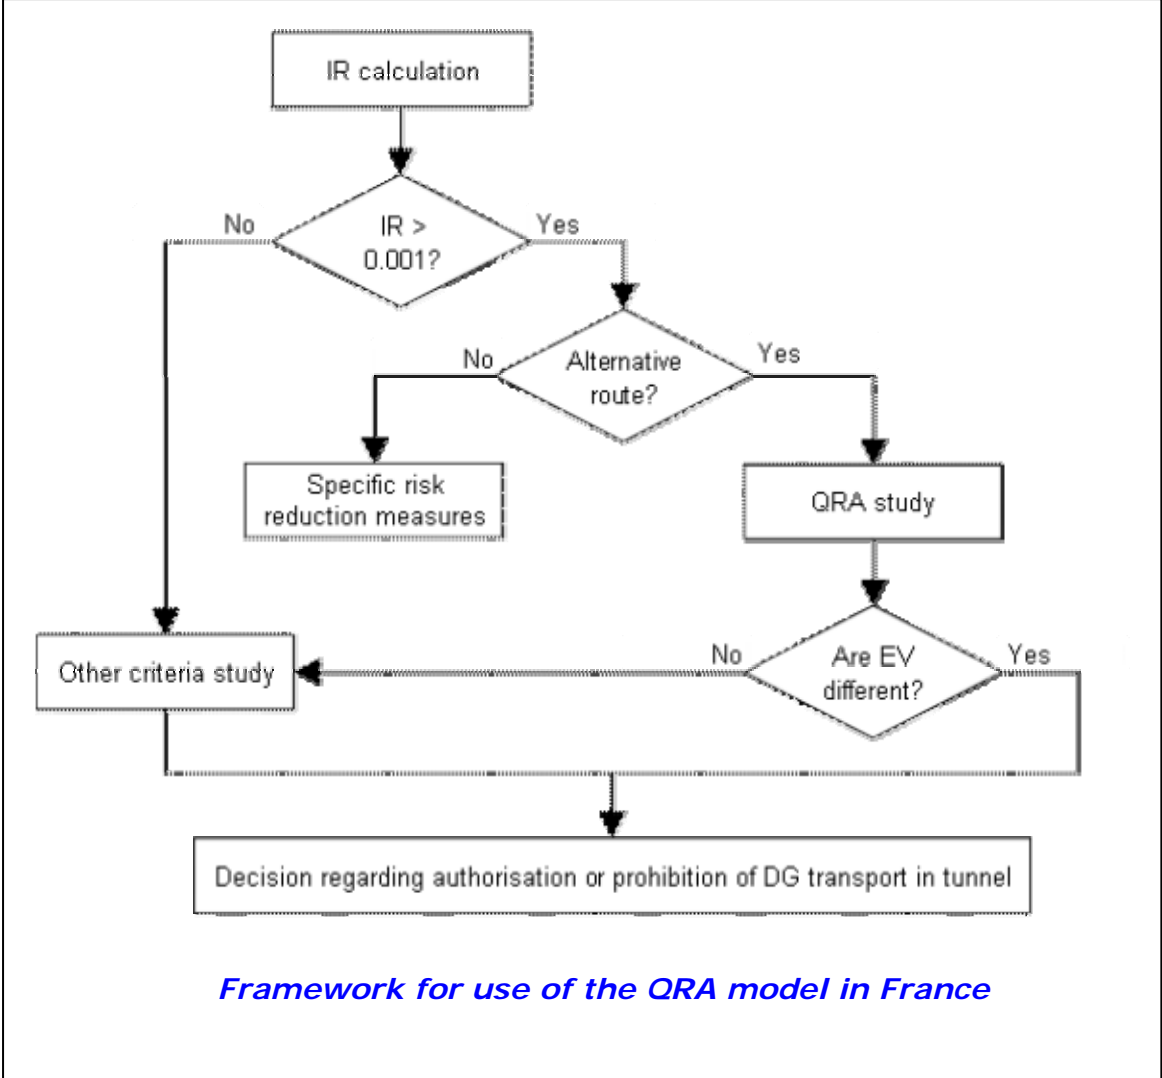 IR calculation
No
IR >
0.001?
Yes
No
Alternative
route?
Yes
Specific risk
reduction measures
QRA study
Other criteria study
No
Are EV
different?
Yes
Decision regarding authorisation or prohibition of DG transport in tunnel
Framework for use of the QRA model in France